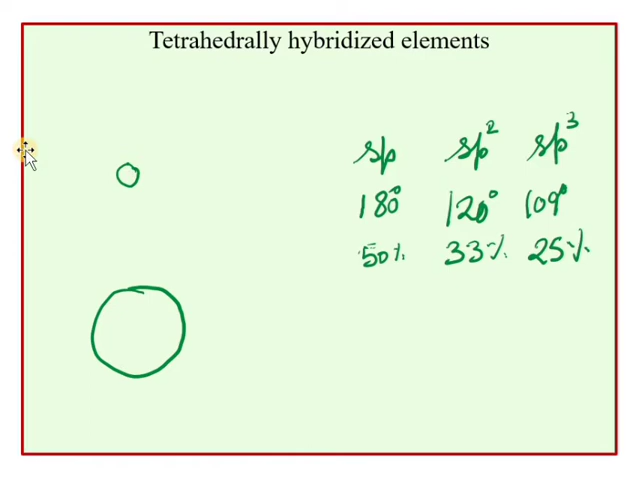 Tetrahedrally hybridized elements
sp sp² sp³
180° 120° 109°
50% 33% 25%